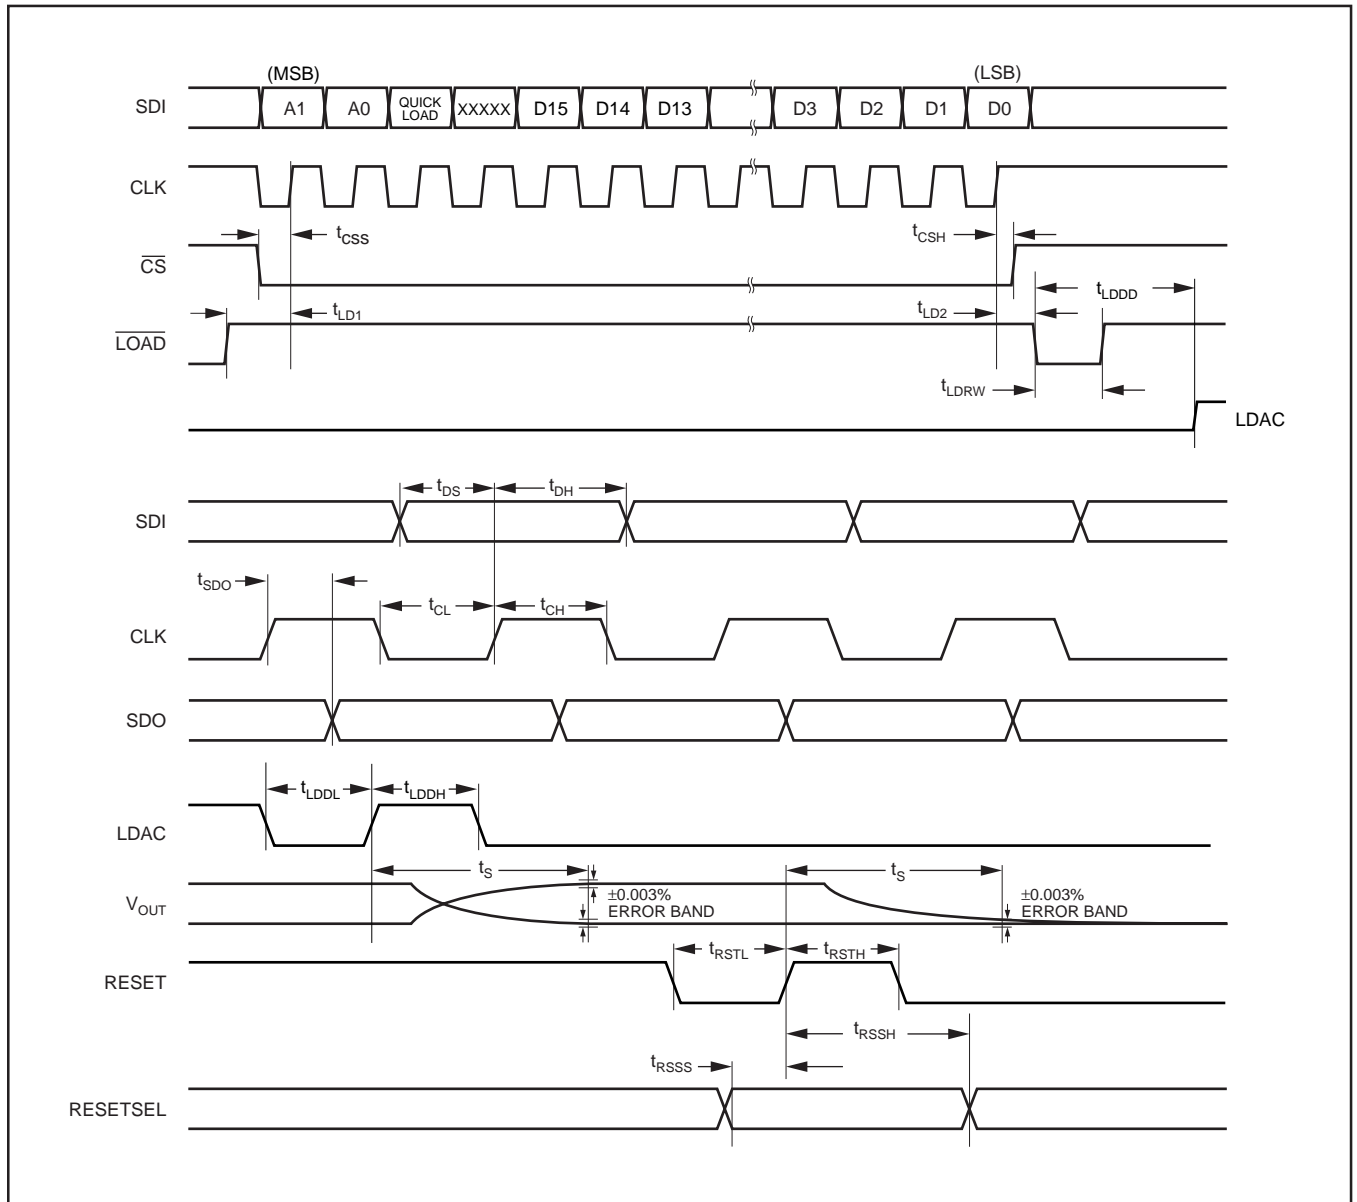 (MSB) (LSB)
SDI A1 A0 QUICK LOAD XXXXX D15 D14 D13 D3 D2 D1 D0
CLK
tCSS tCSH
CS
tLDDD
tLD1 tLD2
LOAD
tLDRW
LDAC
tDS tDH
SDI
tSDO
tCL tCH
CLK
SDO
tLDDL tLDDH
LDAC
tS tS
±0.003% ±0.003%
VOUT ERROR BAND ERROR BAND
tRSTL tRSTH
RESET
tRSSH
tRSSS
RESETSEL